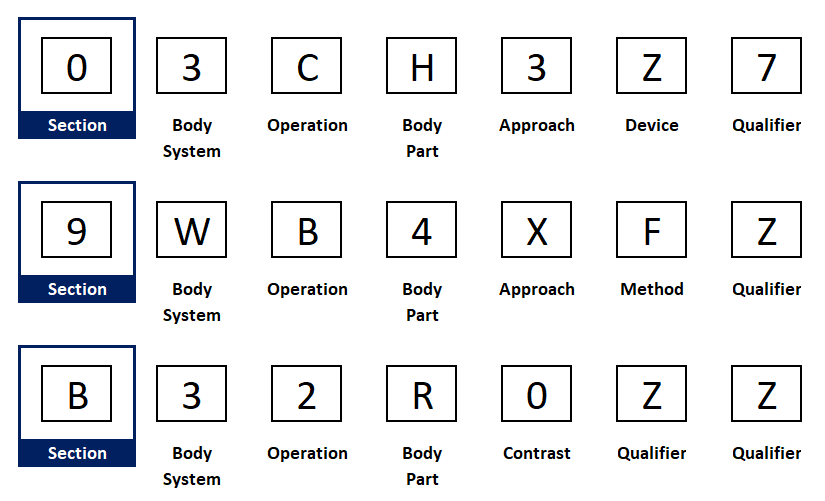 0 3 C H 3 Z 7
Section Body Operation Body Approach Device Qualifier
System Part
9 W B 4 X F Z
Section Body Operation Body Approach Method Qualifier
System Part
B 3 2 R 0 Z Z
Section Body Operation Body Contrast Qualifier Qualifier
System Part